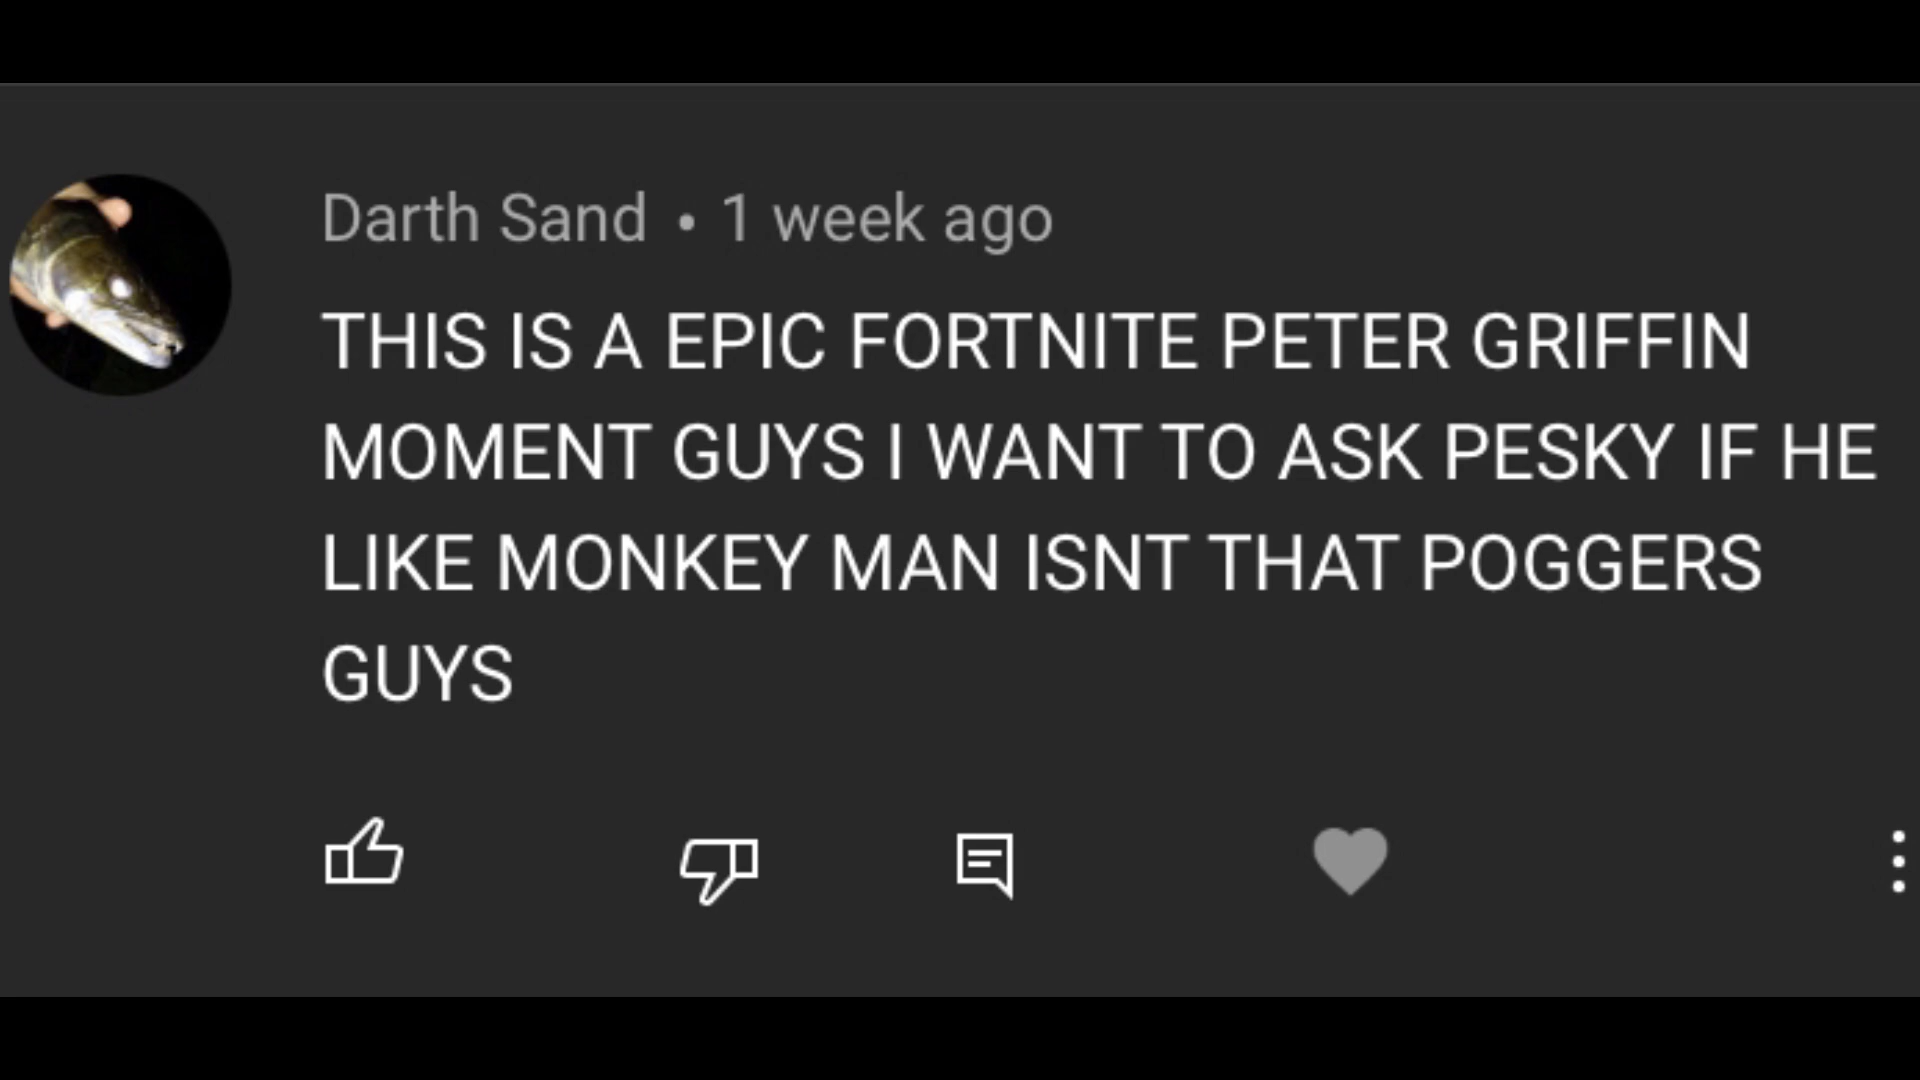 Darth Sand • 1 week ago
THIS IS A EPIC FORTNITE PETER GRIFFIN
MOMENT GUYS I WANT TO ASK PESKY IF HE
LIKE MONKEY MAN ISNT THAT POGGERS
GUYS